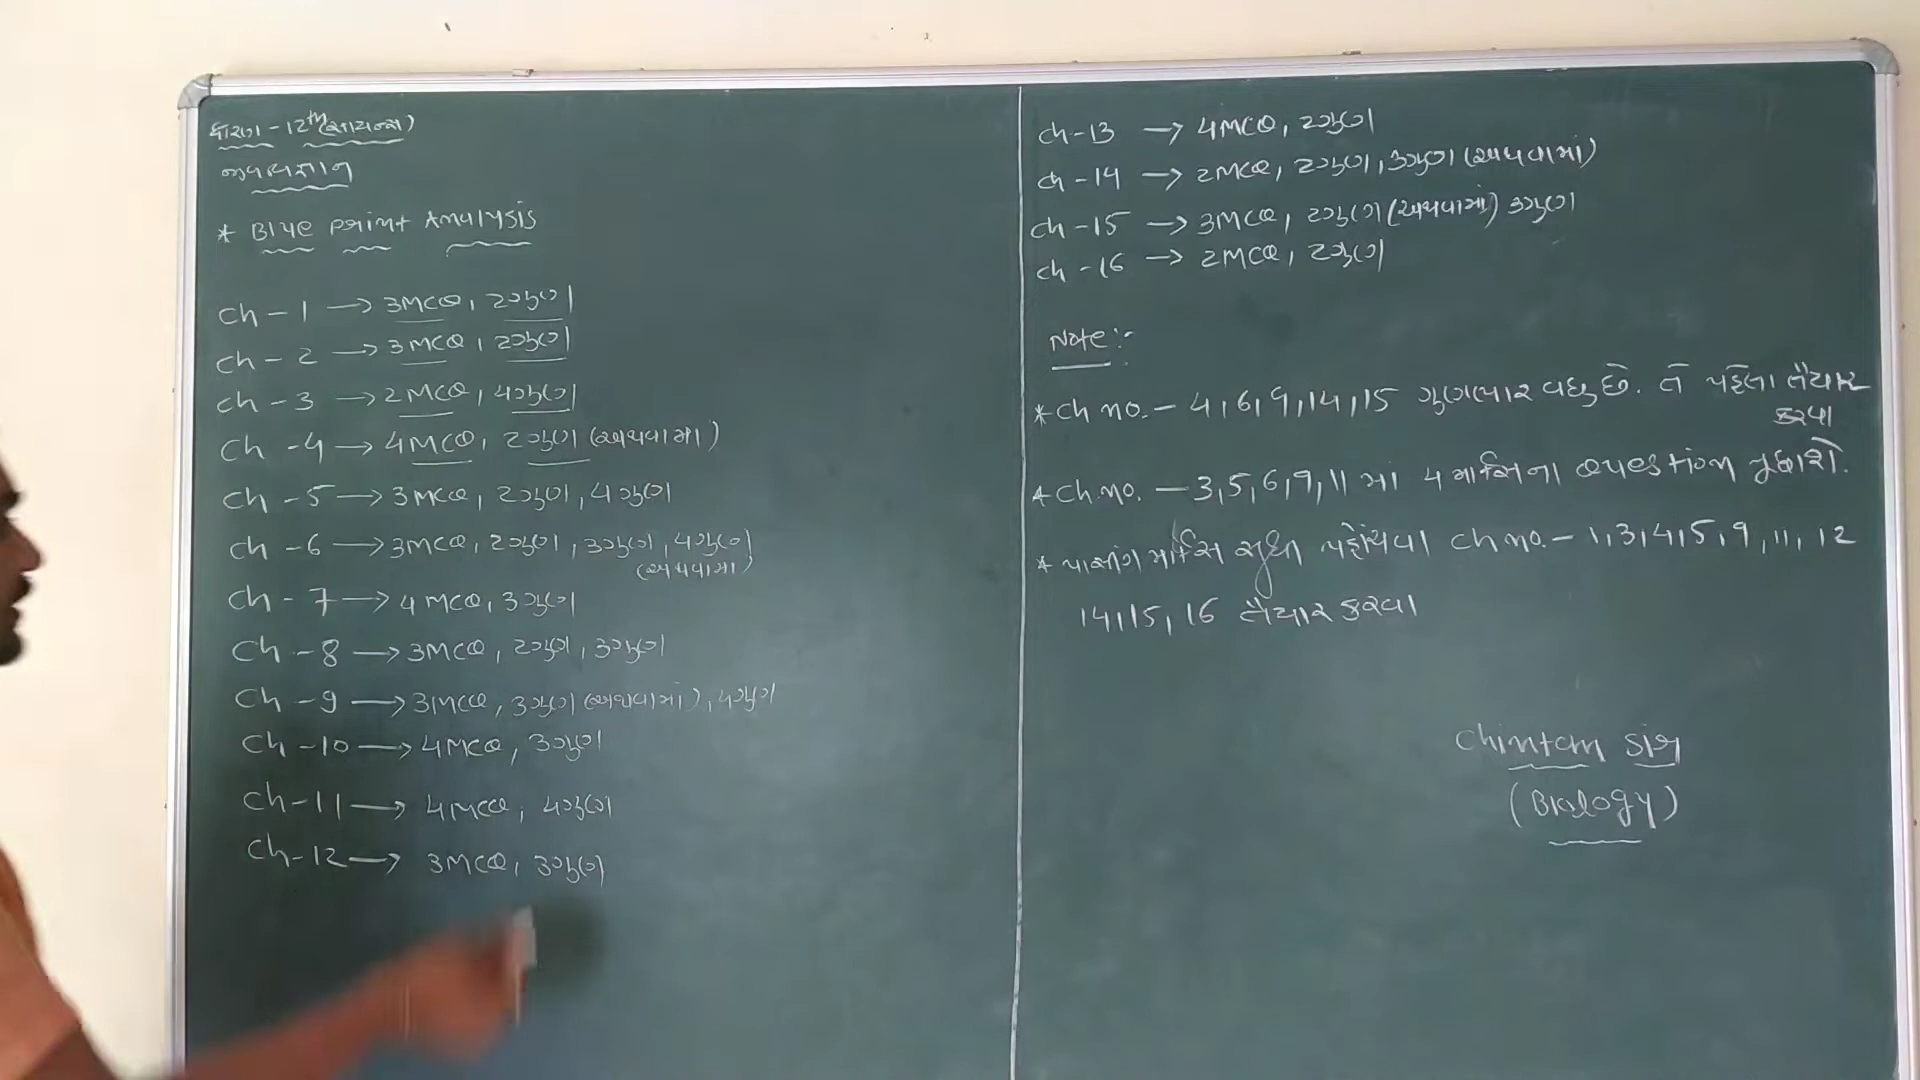 ધોરણ - 12th (સાયન્સ)
જીવવિજ્ઞાન
* Blue print Analysis
Ch - 1 → 3MCQ, 2ગુણ
Ch - 2 → 3MCQ, 2ગુણ
Ch - 3 → 2MCQ, 4ગુણ
Ch - 4 → 4MCQ, 2ગુણ (અથવામાં)
Ch - 5 → 3MCQ, 2ગુણ, 4ગુણ
Ch - 6 → 3MCQ, 2ગુણ, 3ગુણ, 4ગુણ
(અથવામાં)
Ch - 7 → 4MCQ, 3ગુણ
Ch - 8 → 3MCQ, 2ગુણ, 3ગુણ
Ch - 9 → 3MCQ, 3ગુણ (અથવામાં), 4ગુણ
Ch - 10 → 4MCQ, 3ગુણ
Ch - 11 → 4MCQ, 4ગુણ
Ch - 12 → 3MCQ, 3ગુણ
Ch - 13 → 4MCQ, 2ગુણ
Ch - 14 → 2MCQ, 2ગુણ, 3ગુણ (અથવામાં)
Ch - 15 → 3MCQ, 2ગુણ (અથવામાં) 3ગુણ
Ch - 16 → 2MCQ, 2ગુણ
Note :-
* Ch no. - 4, 6, 9, 14, 15 ગુણભાર વધુ છે. તે પહેલા તૈયાર
કરવા
* Ch.no. - 3, 5, 6, 9, 11 માં 4 માર્કના question પૂછાશે.
* પાસીંગ માર્ક સુધી પહોંચવા Ch no. - 1, 3, 4, 5, 9, 11, 12
14, 15, 16 તૈયાર કરવા
Chintan Sir
(Biology)